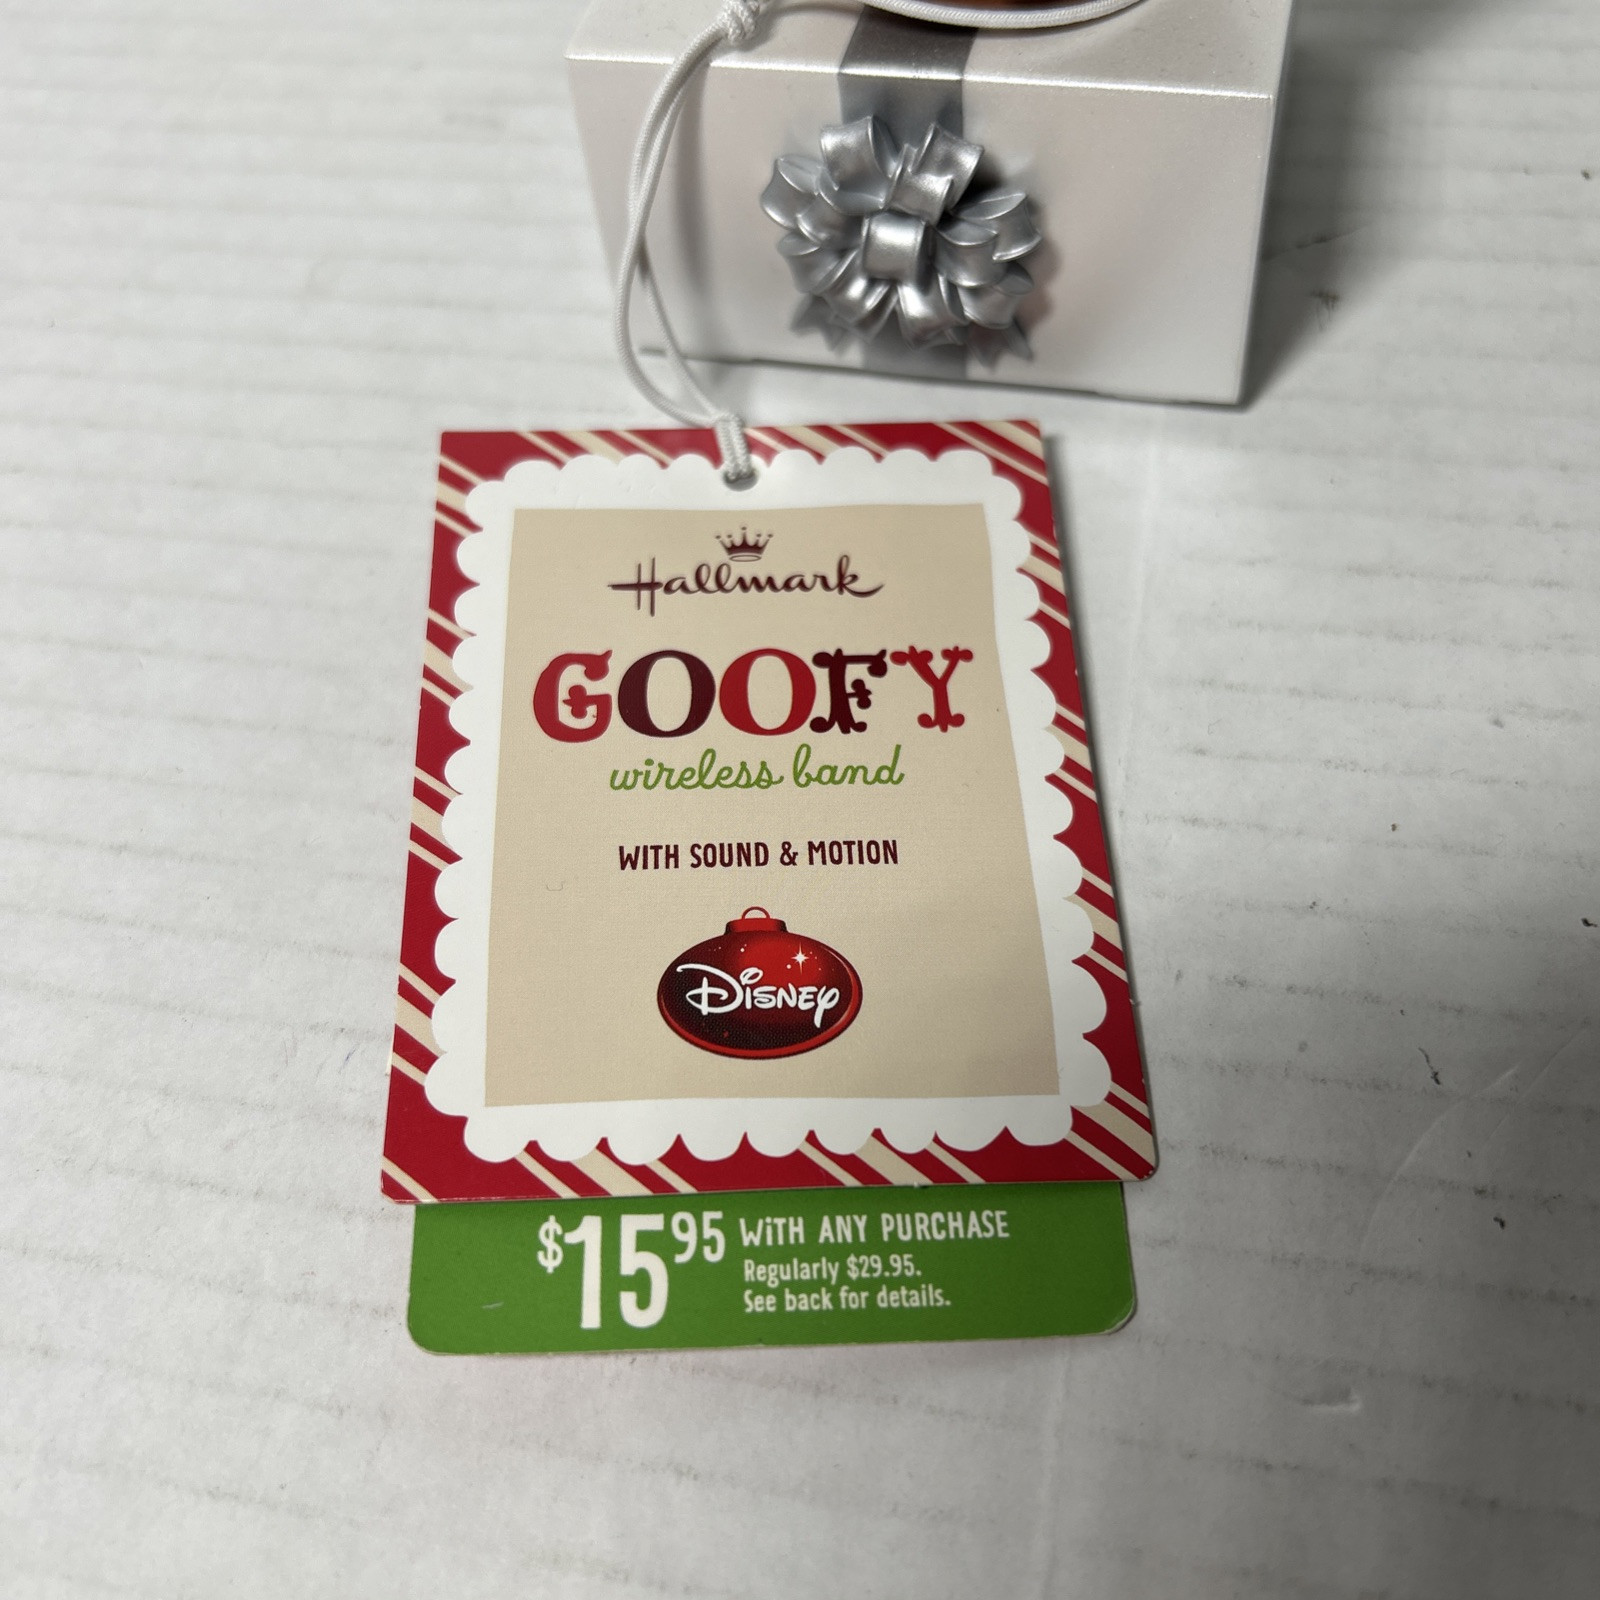 Hallmark
GOOFY
wireless band
WITH SOUND & MOTION
Disney
$15.95 WITH ANY PURCHASE
Regularly $29.95.
See back for details.